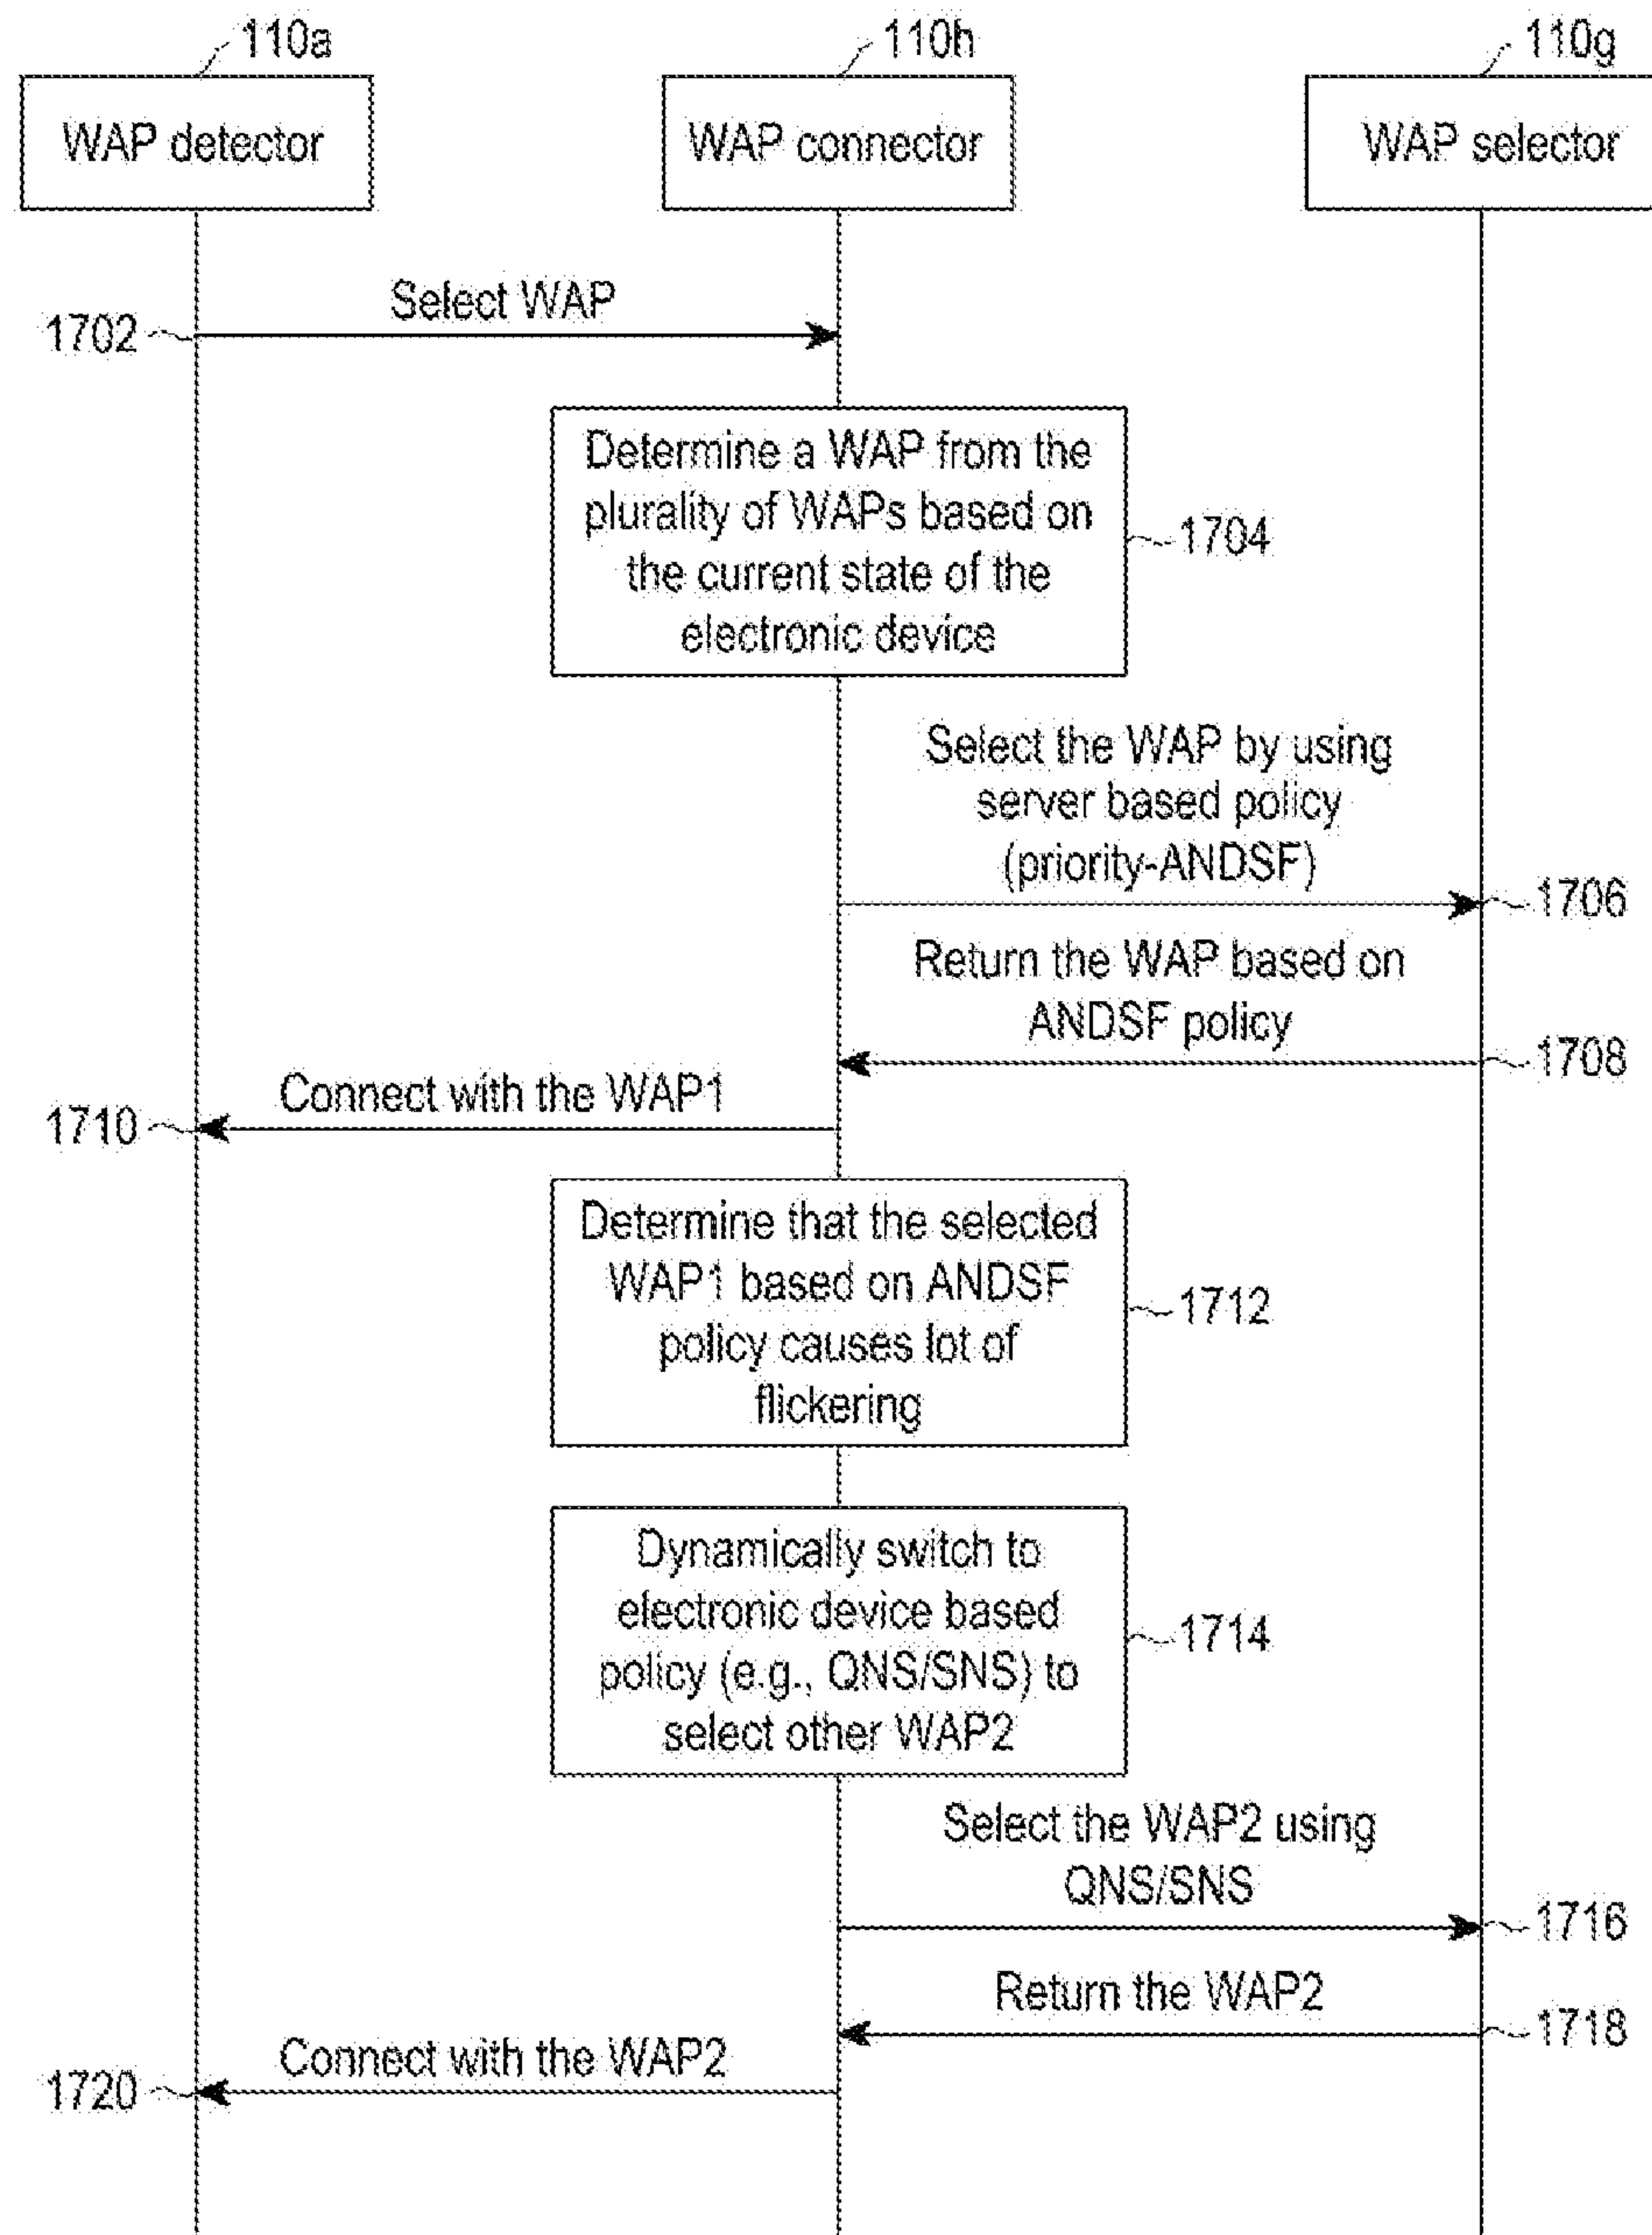 110a
110h
110g
WAP detector
WAP connector
WAP selector
Select WAP
1702
Determine a WAP from the
plurality of WAPs based on
the current state of the
electronic device
1704
Select the WAP by using
server based policy
(priority-ANDSF)
1706
Return the WAP based on
ANDSF policy
1708
Connect with the WAP1
1710
Determine that the selected
WAP1 based on ANDSF
policy causes lot of
flickering
1712
Dynamically switch to
electronic device based
policy (e.g., QNS/SNS) to
select other WAP2
1714
Select the WAP2 using
QNS/SNS
1716
Return the WAP2
1718
Connect with the WAP2
1720